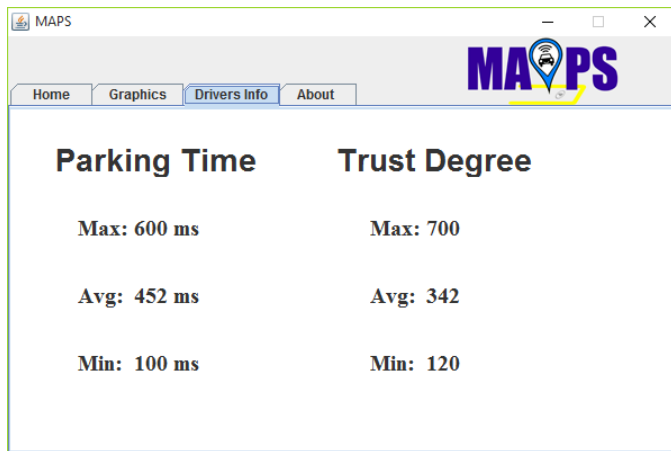 MAPS
MAPS
Home Graphics Drivers Info About
Parking Time Trust Degree
Max: 600 ms Max: 700
Avg: 452 ms Avg: 342
Min: 100 ms Min: 120